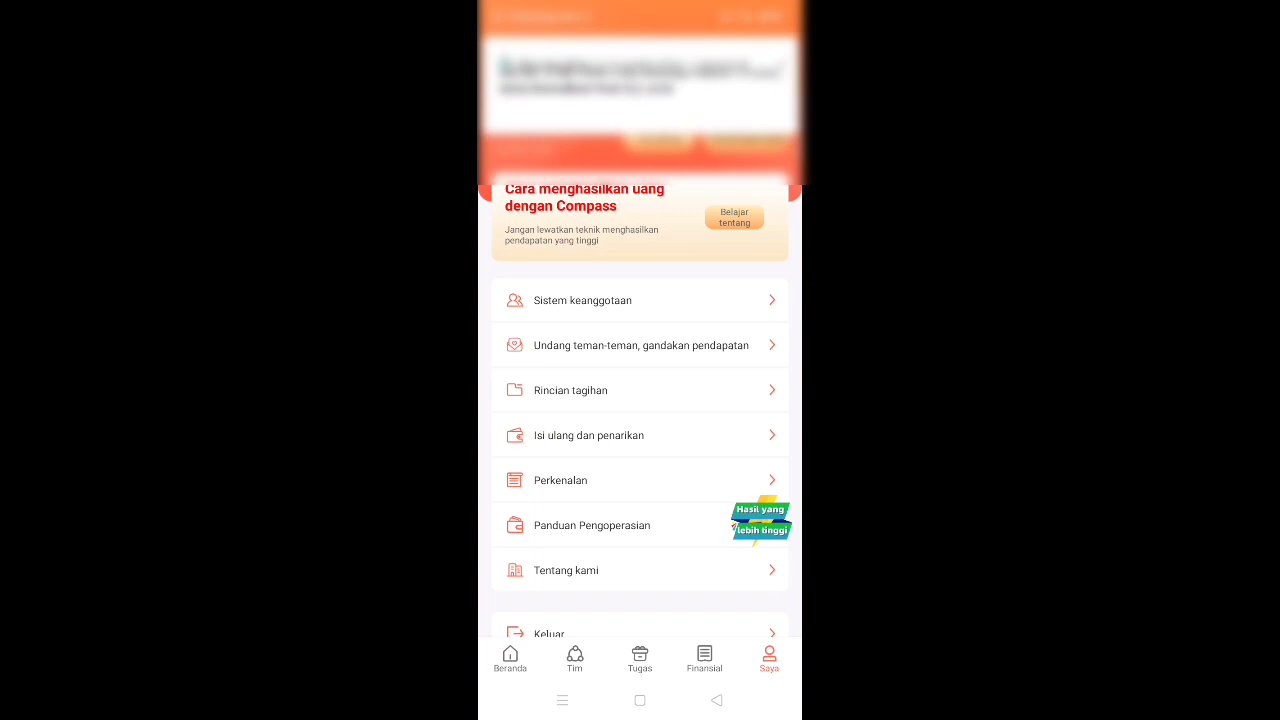 Cara menghasilkan uang
dengan Compass
Belajar
tentang
Jangan lewatkan teknik menghasilkan
pendapatan yang tinggi
Sistem keanggotaan
Undang teman-teman, gandakan pendapatan
Rincian tagihan
Isi ulang dan penarikan
Perkenalan
Panduan Pengoperasian
Hasil yang
lebih tinggi
Tentang kami
Keluar
Beranda Tim Tugas Finansial Saya